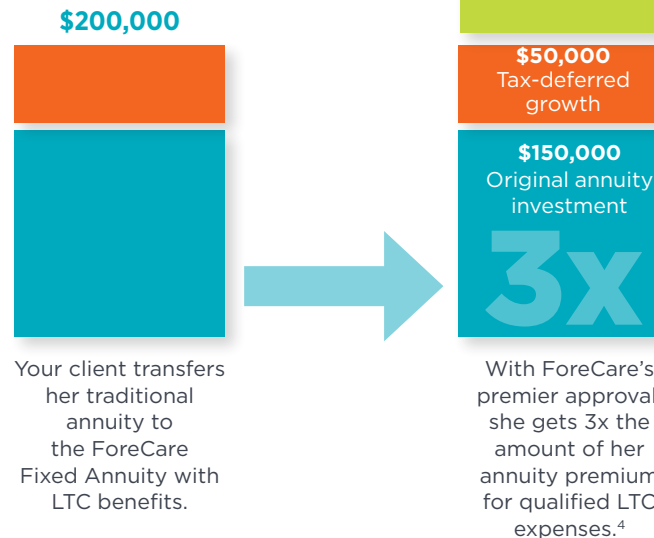 $200,000
Your client transfers
her traditional
annuity to
the ForeCare
Fixed Annuity with
LTC benefits.
$50,000
Tax-deferred
growth
$150,000
Original annuity
investment
3x
With ForeCare's
premier approval
she gets 3x the
amount of her
annuity premium
for qualified LTC
expenses.4